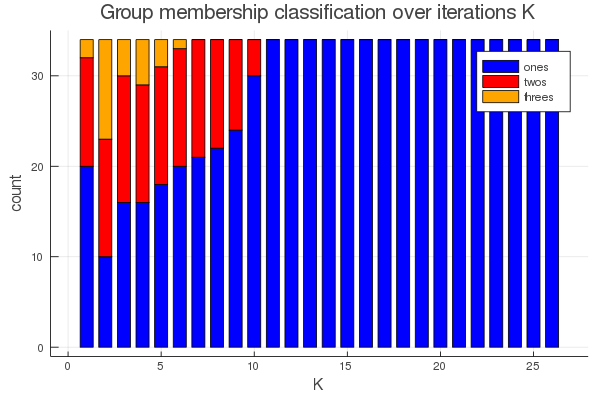 Group membership classification over iterations K
ones
twos
threes
count
30
20
10
0
0 5 10 15 20 25
K